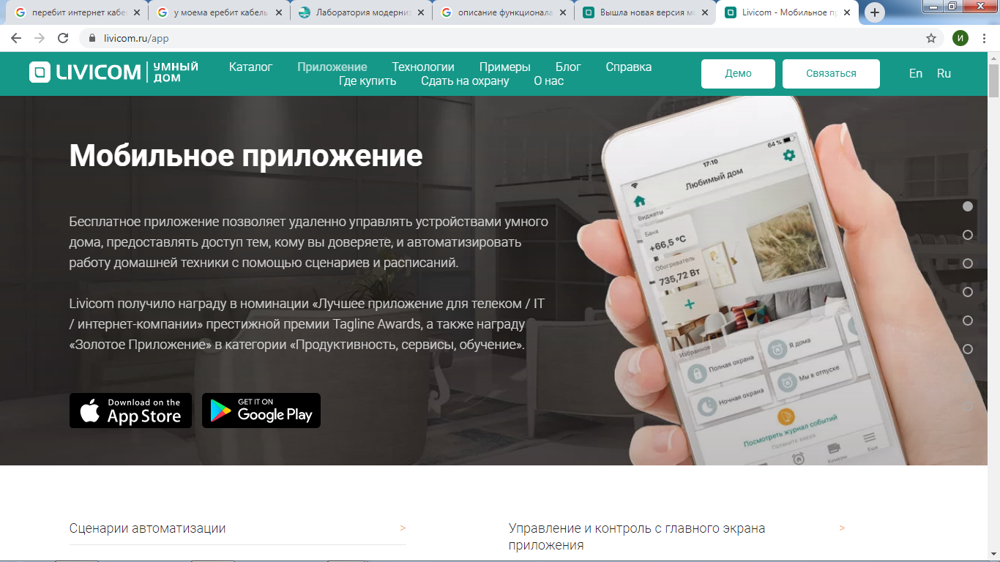 перебит интернет кабе
у моема еребит кабель
Лаборатория модерниз
описание функционала
Вышла новая версия м
Livicom - Мобильное пр
livicom.ru/app
И
LIVICOM УМНЫЙ ДОМ
Каталог Приложение Технологии Примеры Блог Справка
Где купить Сдать на охрану О нас
Демо Связаться En Ru
Мобильное приложение
Бесплатное приложение позволяет удаленно управлять устройствами умного
дома, предоставлять доступ тем, кому вы доверяете, и автоматизировать
работу домашней техники с помощью сценариев и расписаний.
Livicom получило награду в номинации «Лучшее приложение для телеком / IT
/ интернет-компании» престижной премии Tagline Awards, а также награду
«Золотое Приложение» в категории «Продуктивность, сервисы, обучение».
Download on the
App Store
GET IT ON
Google Play
64 %
17:10
Любимый дом
Виджеты
Баня
+66,5 °C
Обогреватель
735,72 Вт
Избранное
Полная охрана
Я дома
Ночная охрана
Мы в отпуске
Посмотреть журнал событий
Потяните вверх
Камеры
Еще
Сценарии автоматизации >
Управление и контроль с главного экрана
приложения >